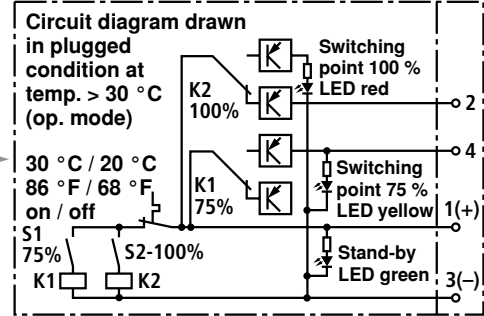 Circuit diagram drawn
in plugged
condition at
temp. > 30 °C
(op. mode)
30 °C / 20 °C
86 °F / 68 °F
on / off
S1
75%
K1
S2-100%
K2
K2
100%
K1
75%
Switching
point 100 %
LED red
Switching
point 75 %
LED yellow
Stand-by
LED green
2
4
1(+)
3(−)